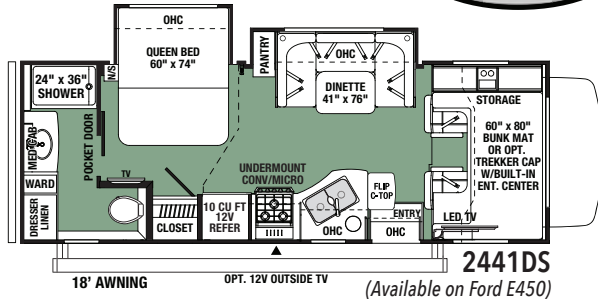 OHC
QUEEN BED
60" x 74"
N/S
PANTRY
OHC
DINETTE
41" x 76"
24" x 36"
SHOWER
MED CAB
POCKET DOOR
WARD
DRESSER
LINEN
TV
CLOSET
10 CU FT
12V
REFER
UNDERMOUNT
CONV/MICRO
OHC
FLIP
C-TOP
ENTRY
OHC
STORAGE
60" x 80"
BUNK MAT
OR OPT.
TREKKER CAP
W/BUILT-IN
ENT. CENTER
LED TV
18' AWNING
OPT. 12V OUTSIDE TV
2441DS
(Available on Ford E450)